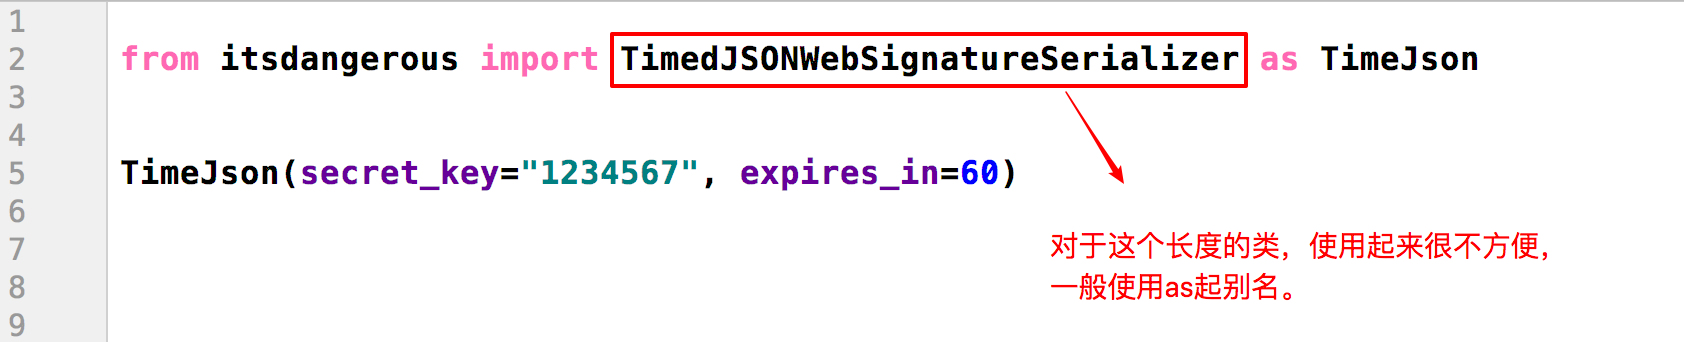 1
2 from itsdangerous import TimedJSONWebSignatureSerializer as TimeJson
3
4
5 TimeJson(secret_key="1234567", expires_in=60)
6
7
对于这个长度的类，使用起来很不方便，
8
一般使用as起别名。
9